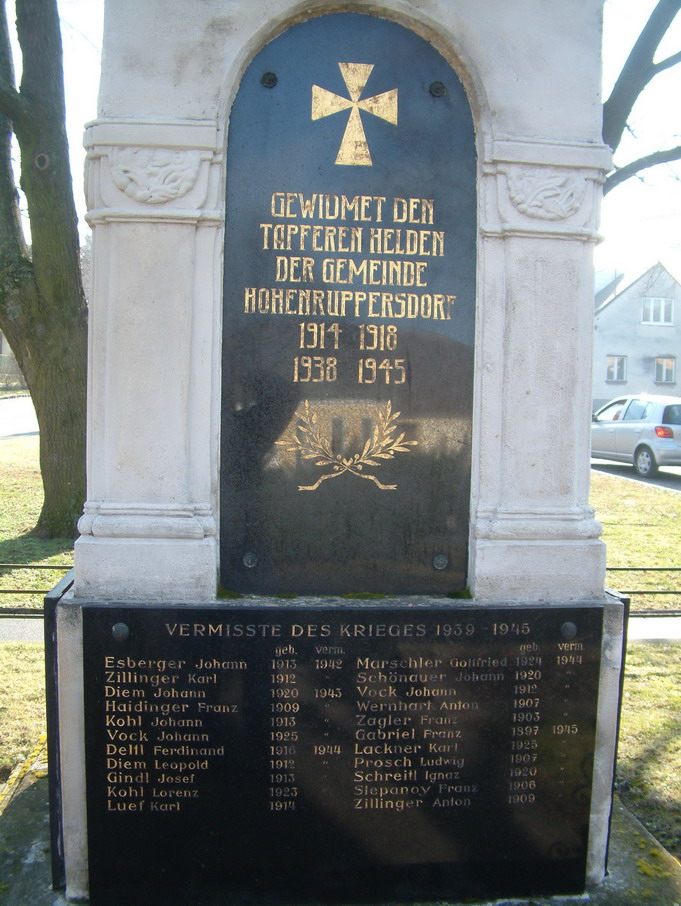 GEWIDMET DEN
TAPFEREN HELDEN
DER GEMEINDE
HOHENRUPPERSDORF
1914 1918
1938 1945
VERMISSTE DES KRIEGES 1939 - 1945
geb. verm.
Esberger Johann 1913 1942
Zillinger Karl 1912 "
Diem Johann 1920 1943
Haidinger Franz 1909 "
Kohl Johann 1913 "
Vock Johann 1925 "
Deltl Ferdinand 1916 1944
Diem Leopold 1912 "
Gindl Josef 1913 "
Kohl Lorenz 1923 "
Luef Karl 1914 "
geb. verm.
Marschler Gottfried 1924 1944
Schönauer Johann 1920 "
Vock Johann 1912 "
Wernhart Anton 1907 "
Zagler Franz 1903 "
Gabriel Franz 1897 1945
Lackner Karl 1925 "
Prosch Ludwig 1907 "
Schreitl Ignaz 1920 "
Slepanoy Franz 1906 "
Zillinger Anton 1909 "